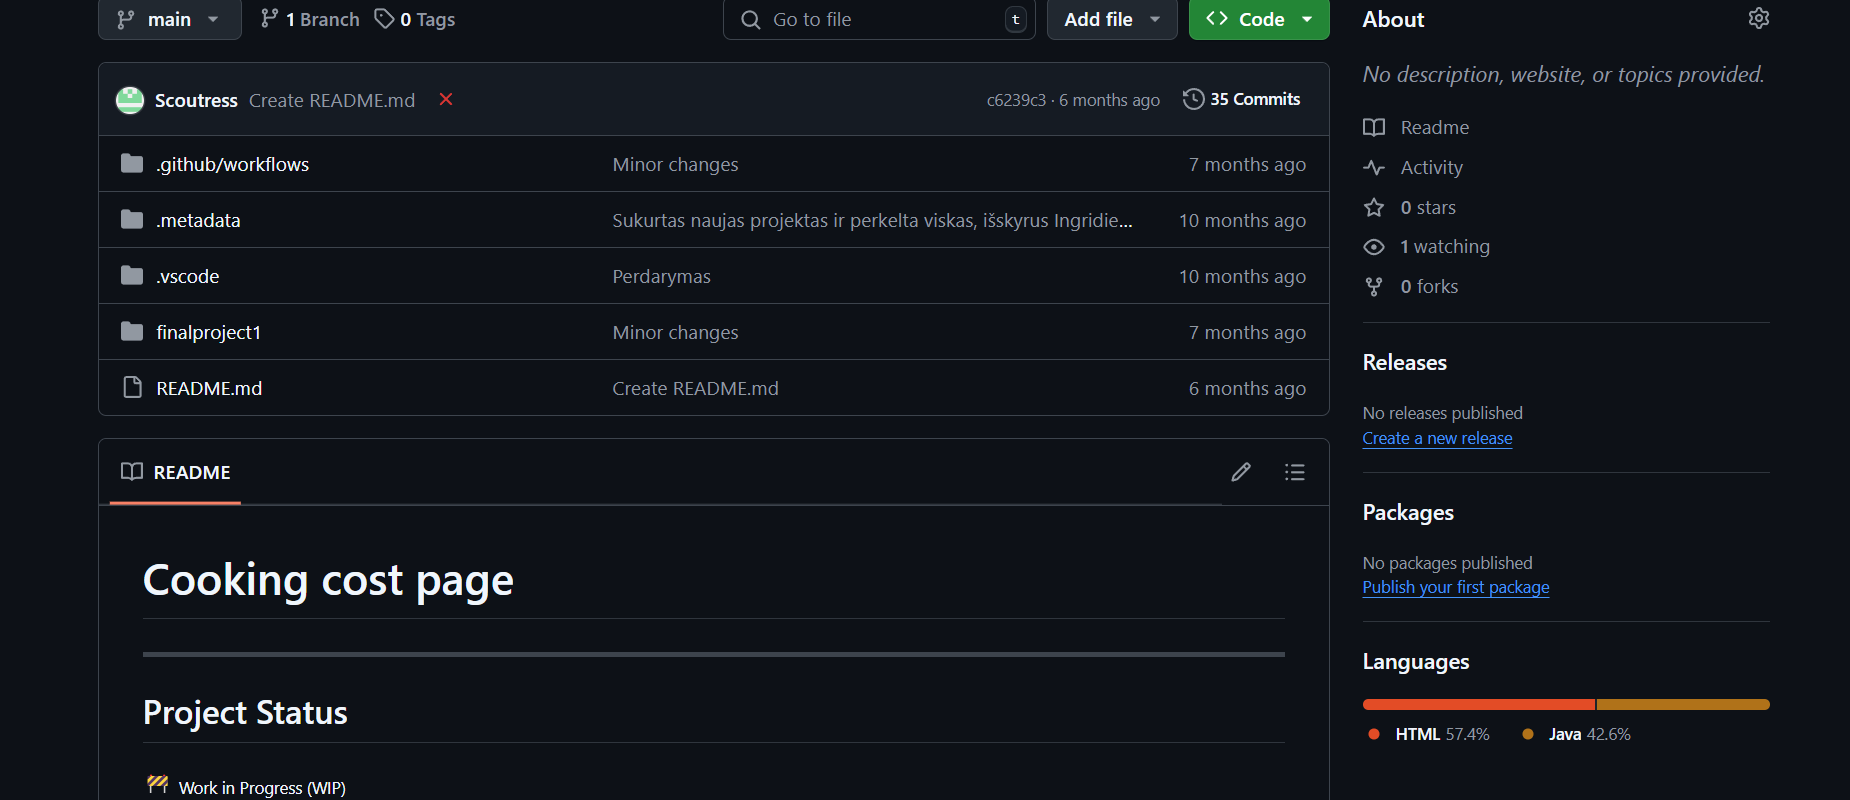 main
1 Branch
0 Tags
Go to file
t
Add file
Code
Scoutress Create README.md
c6239c3 · 6 months ago
35 Commits
.github/workflows Minor changes 7 months ago
.metadata Sukurtas naujas projektas ir perkelta viskas, išskyrus Ingridie... 10 months ago
.vscode Perdarymas 10 months ago
finalproject1 Minor changes 7 months ago
README.md Create README.md 6 months ago
README
Cooking cost page
Project Status
🚧 Work in Progress (WIP)
About
No description, website, or topics provided.
Readme
Activity
0 stars
1 watching
0 forks
Releases
No releases published
Create a new release
Packages
No packages published
Publish your first package
Languages
HTML 57.4% Java 42.6%